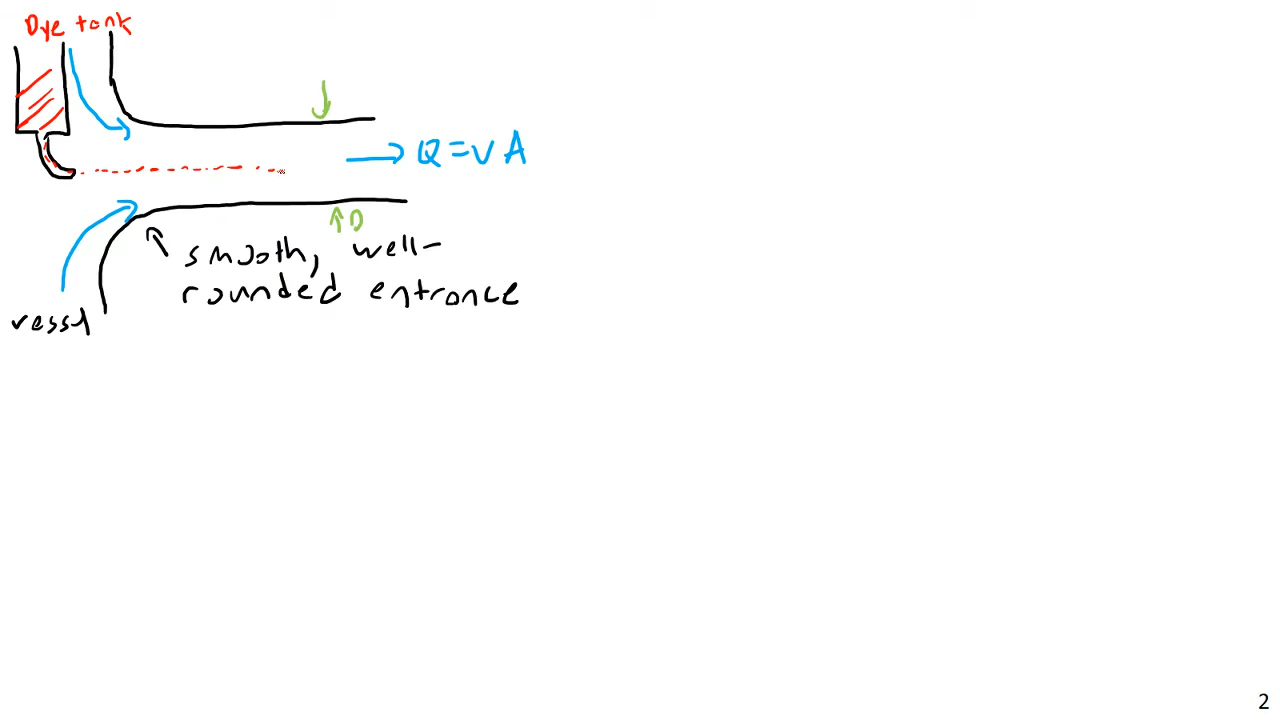 Dye tank
Q = V A
D
smooth, well-
rounded entrance
vessel
2